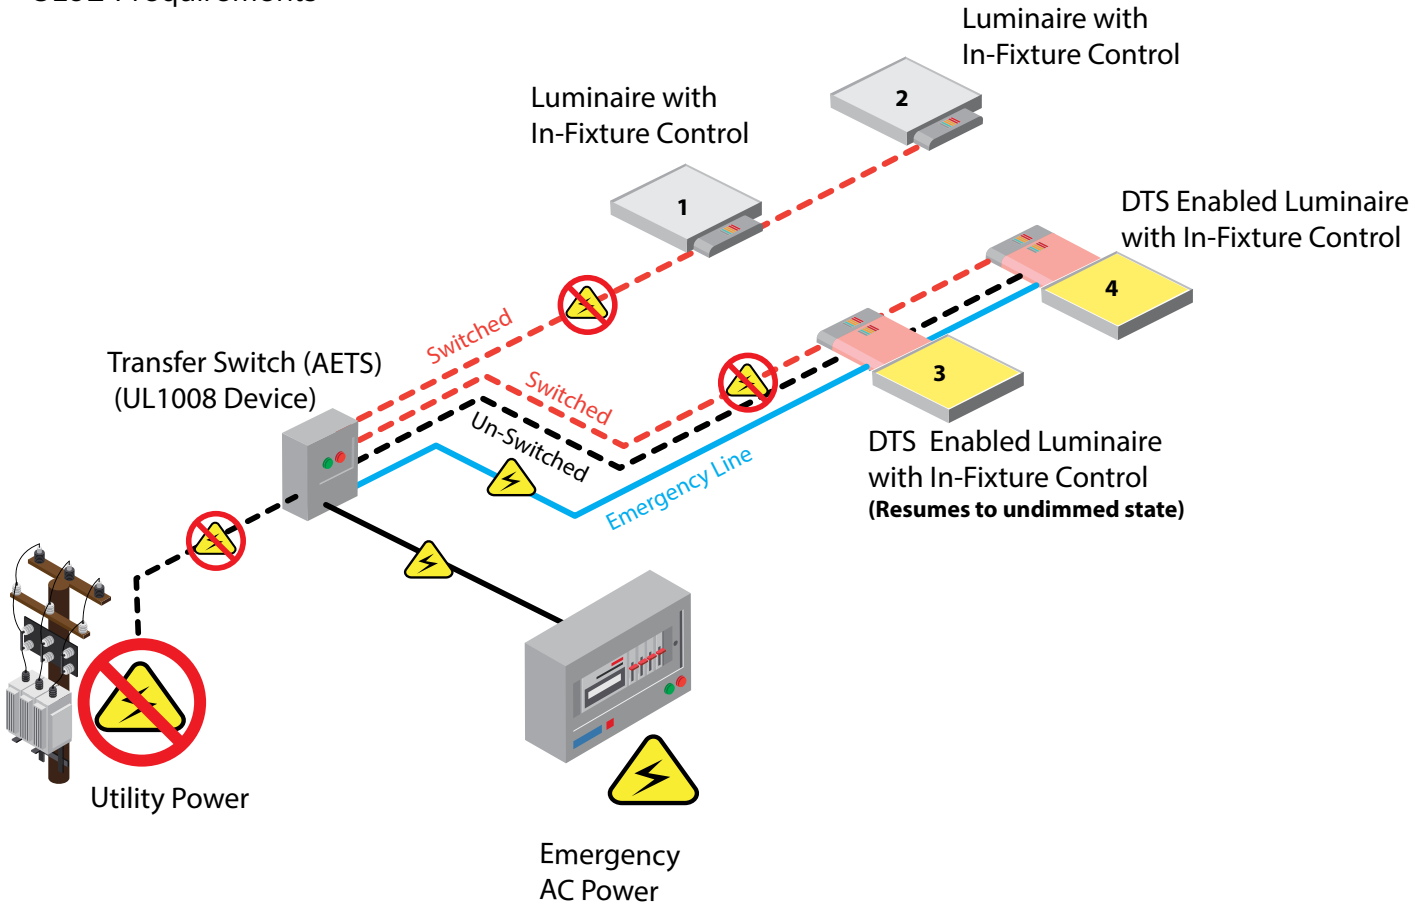 Luminaire with
In-Fixture Control
2
Luminaire with
In-Fixture Control
1
DTS Enabled Luminaire
with In-Fixture Control
4
Switched
Transfer Switch (AETS)
(UL1008 Device)
Switched
3
Un-Switched
Emergency Line
DTS Enabled Luminaire
with In-Fixture Control
(Resumes to undimmed state)
Utility Power
Emergency
AC Power